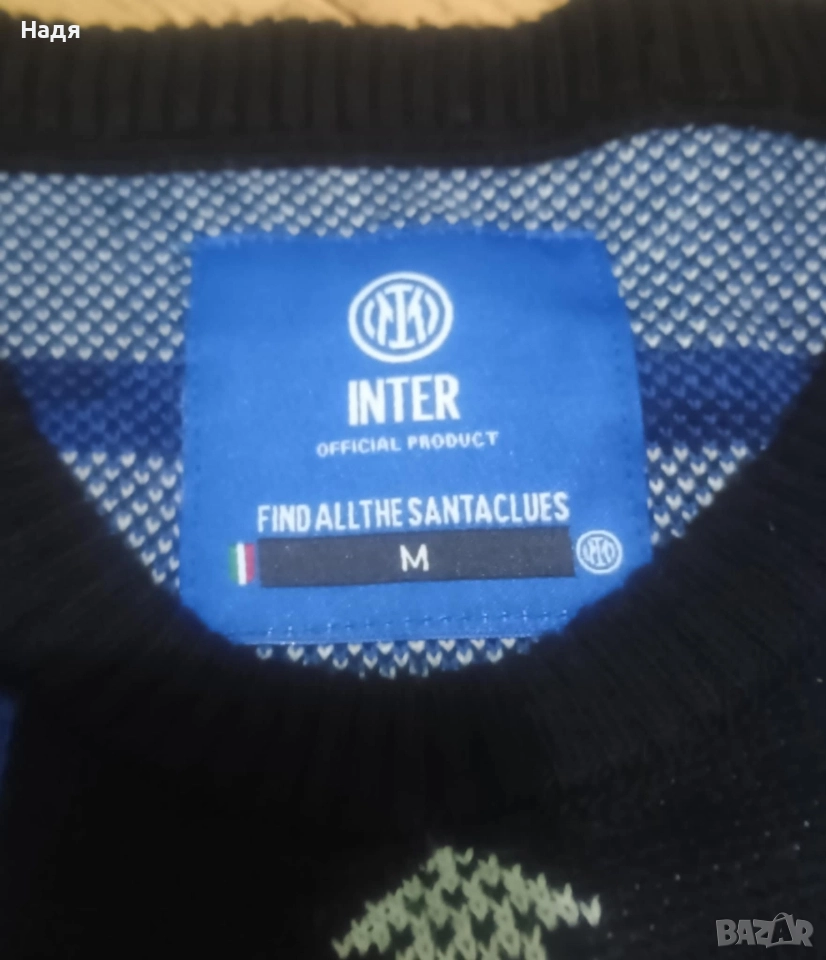 Надя
INTER
OFFICIAL PRODUCT
FIND ALLTHE SANTACLUES
M
BAZAR